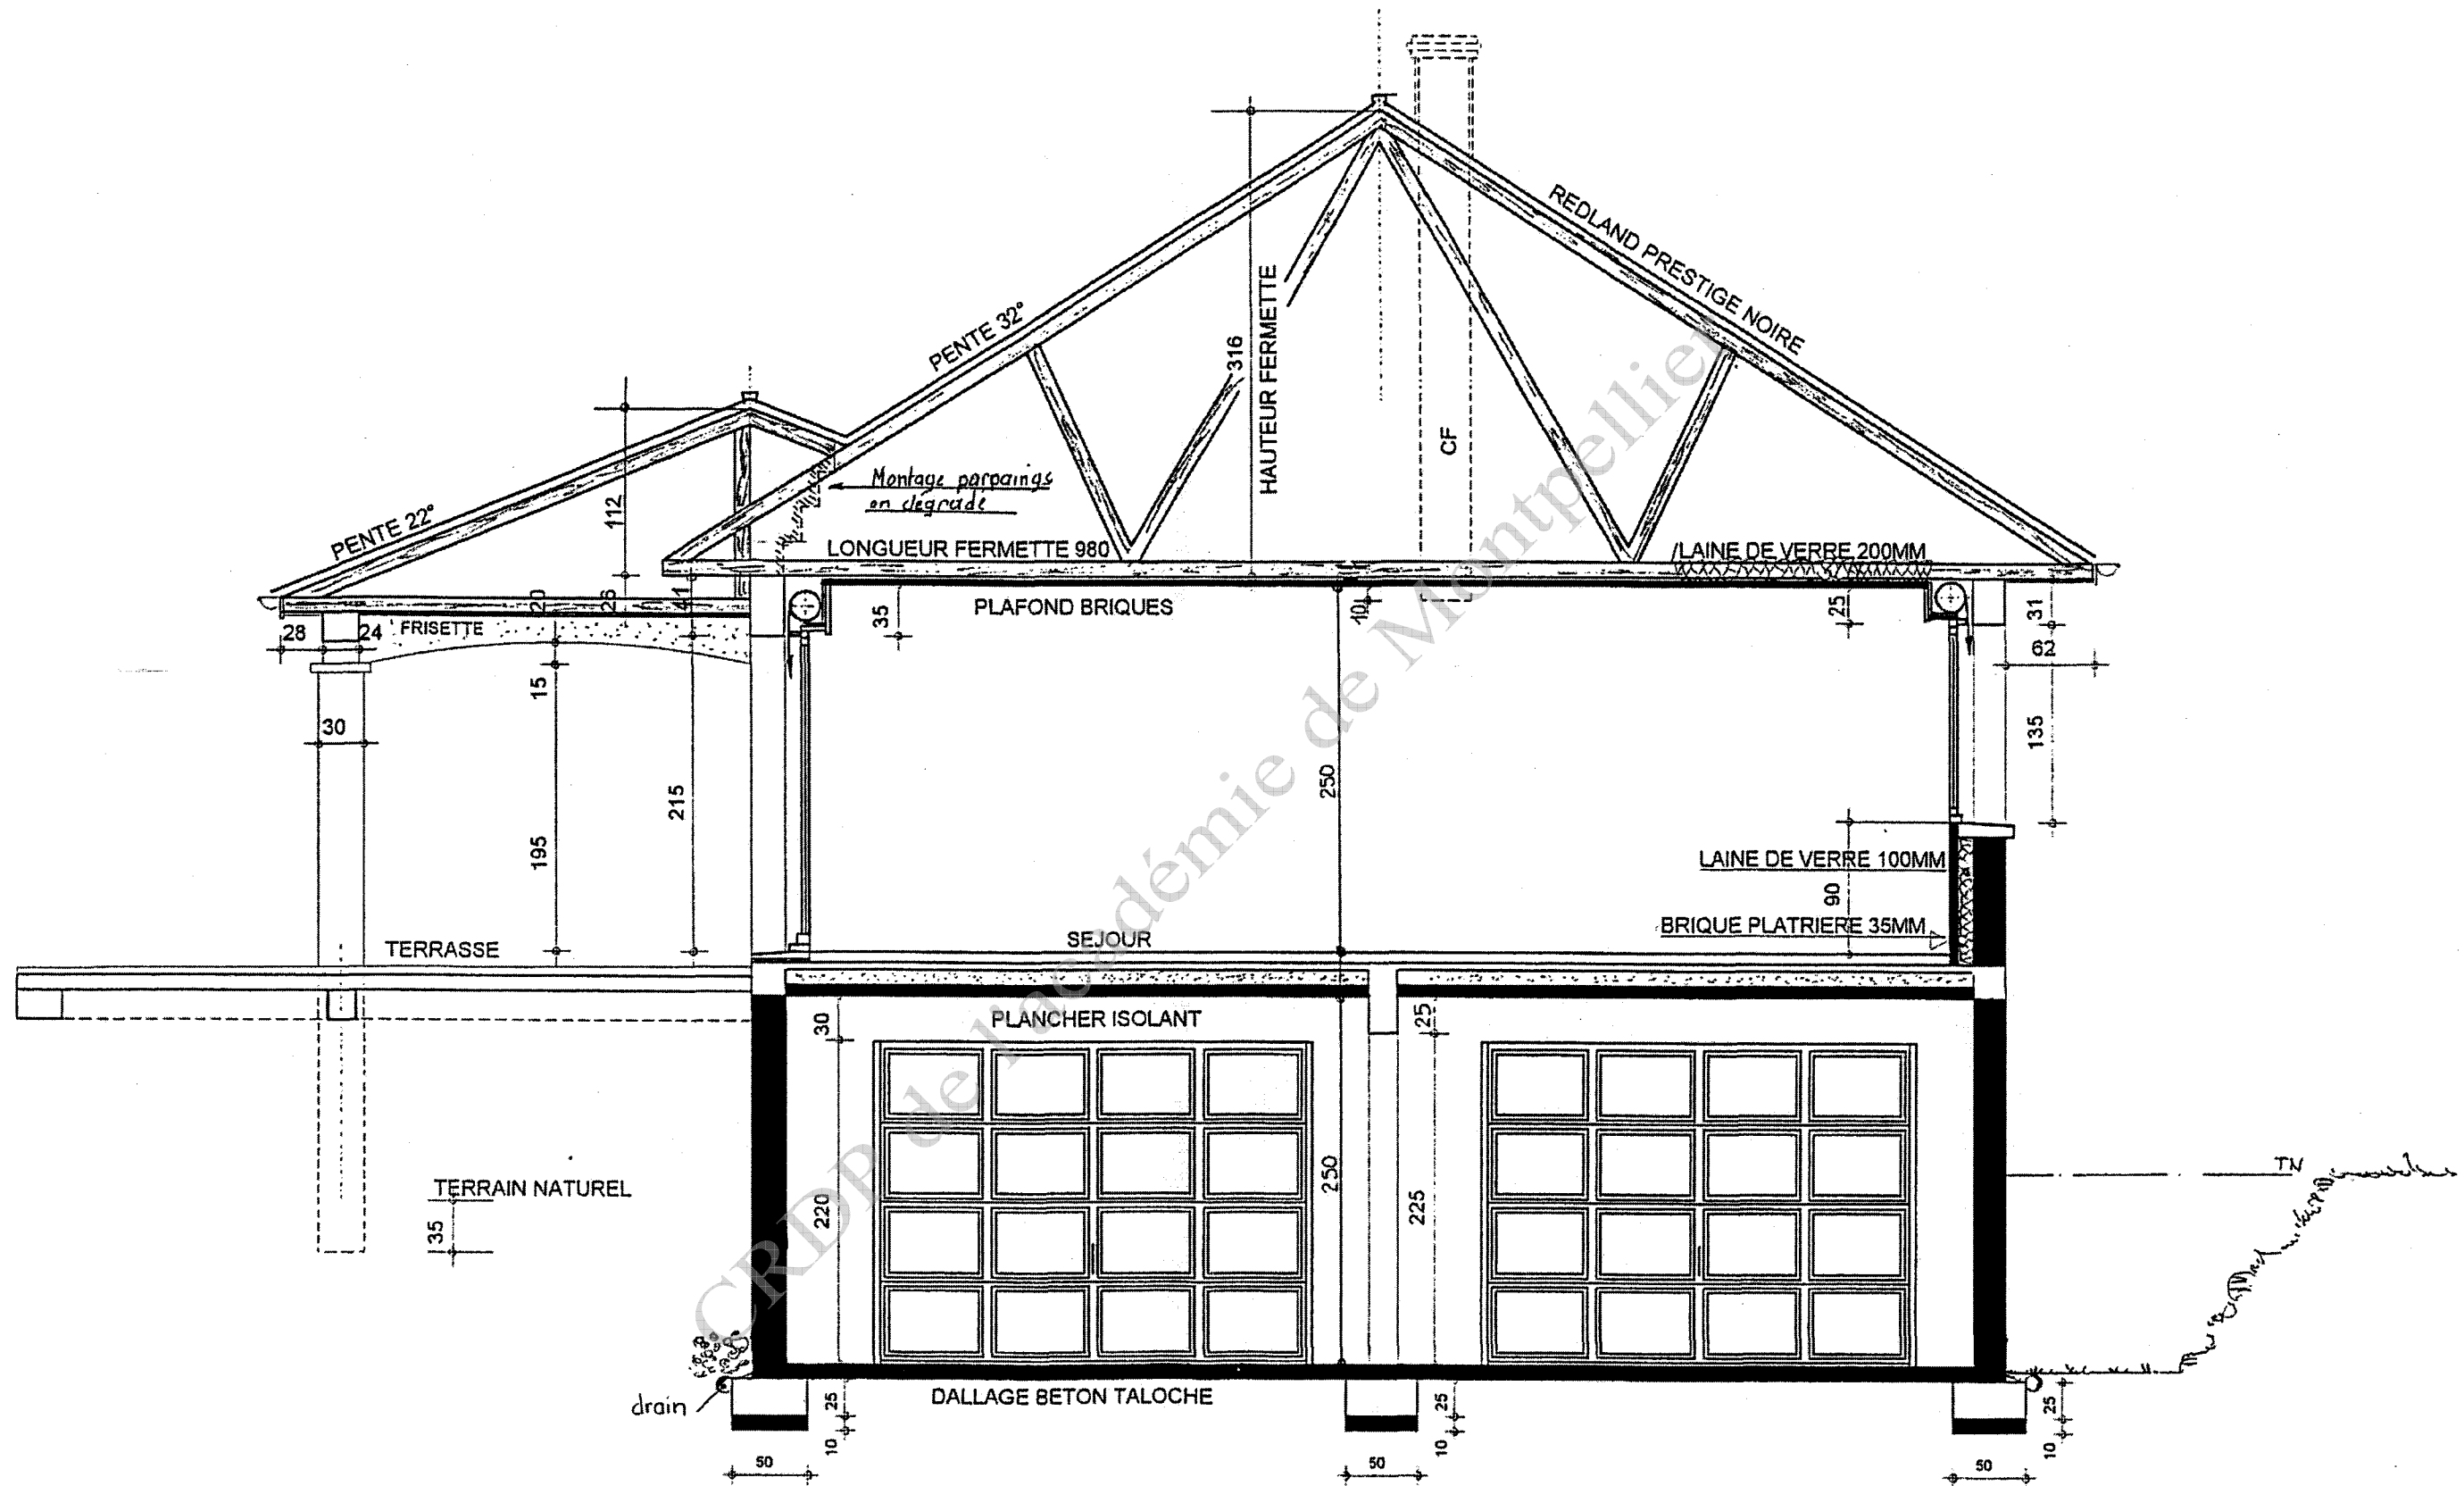 REDLAND PRESTIGE NOIRE
PENTE 32°
HAUTEUR FERMETTE
316
CF
PENTE 22°
112
Montage parpaings
en dégradé
LONGUEUR FERMETTE 980
LAINE DE VERRE 200MM
20
26
41
35
PLAFOND BRIQUES
10
25
31
28
24
FRISETTE
62
15
30
135
250
215
195
LAINE DE VERRE 100MM
90
BRIQUE PLATRIERE 35MM
TERRASSE
SEJOUR
30
PLANCHER ISOLANT
25
TN
TERRAIN NATUREL
35
220
250
225
drain
DALLAGE BETON TALOCHE
25
10
50
25
10
50
25
10
50
CRDP de l'académie de Montpellier